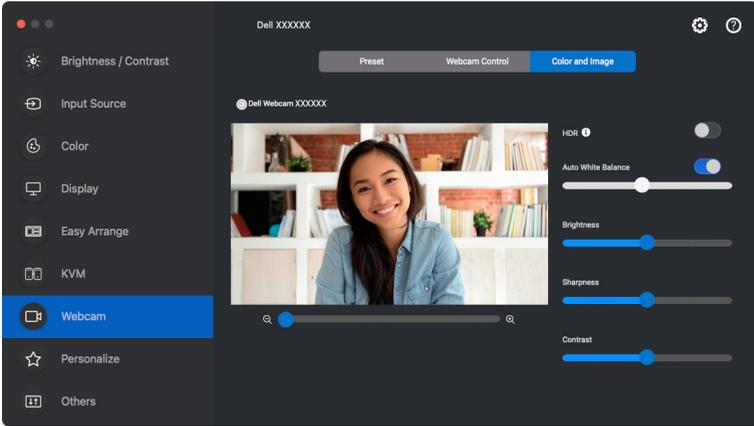 Dell XXXXXX
Brightness / Contrast
Preset
Webcam Control
Color and Image
Input Source
Dell Webcam XXXXXX
HDR
Color
Auto White Balance
Display
Easy Arrange
Brightness
KVM
Sharpness
Webcam
Contrast
Personalize
Others